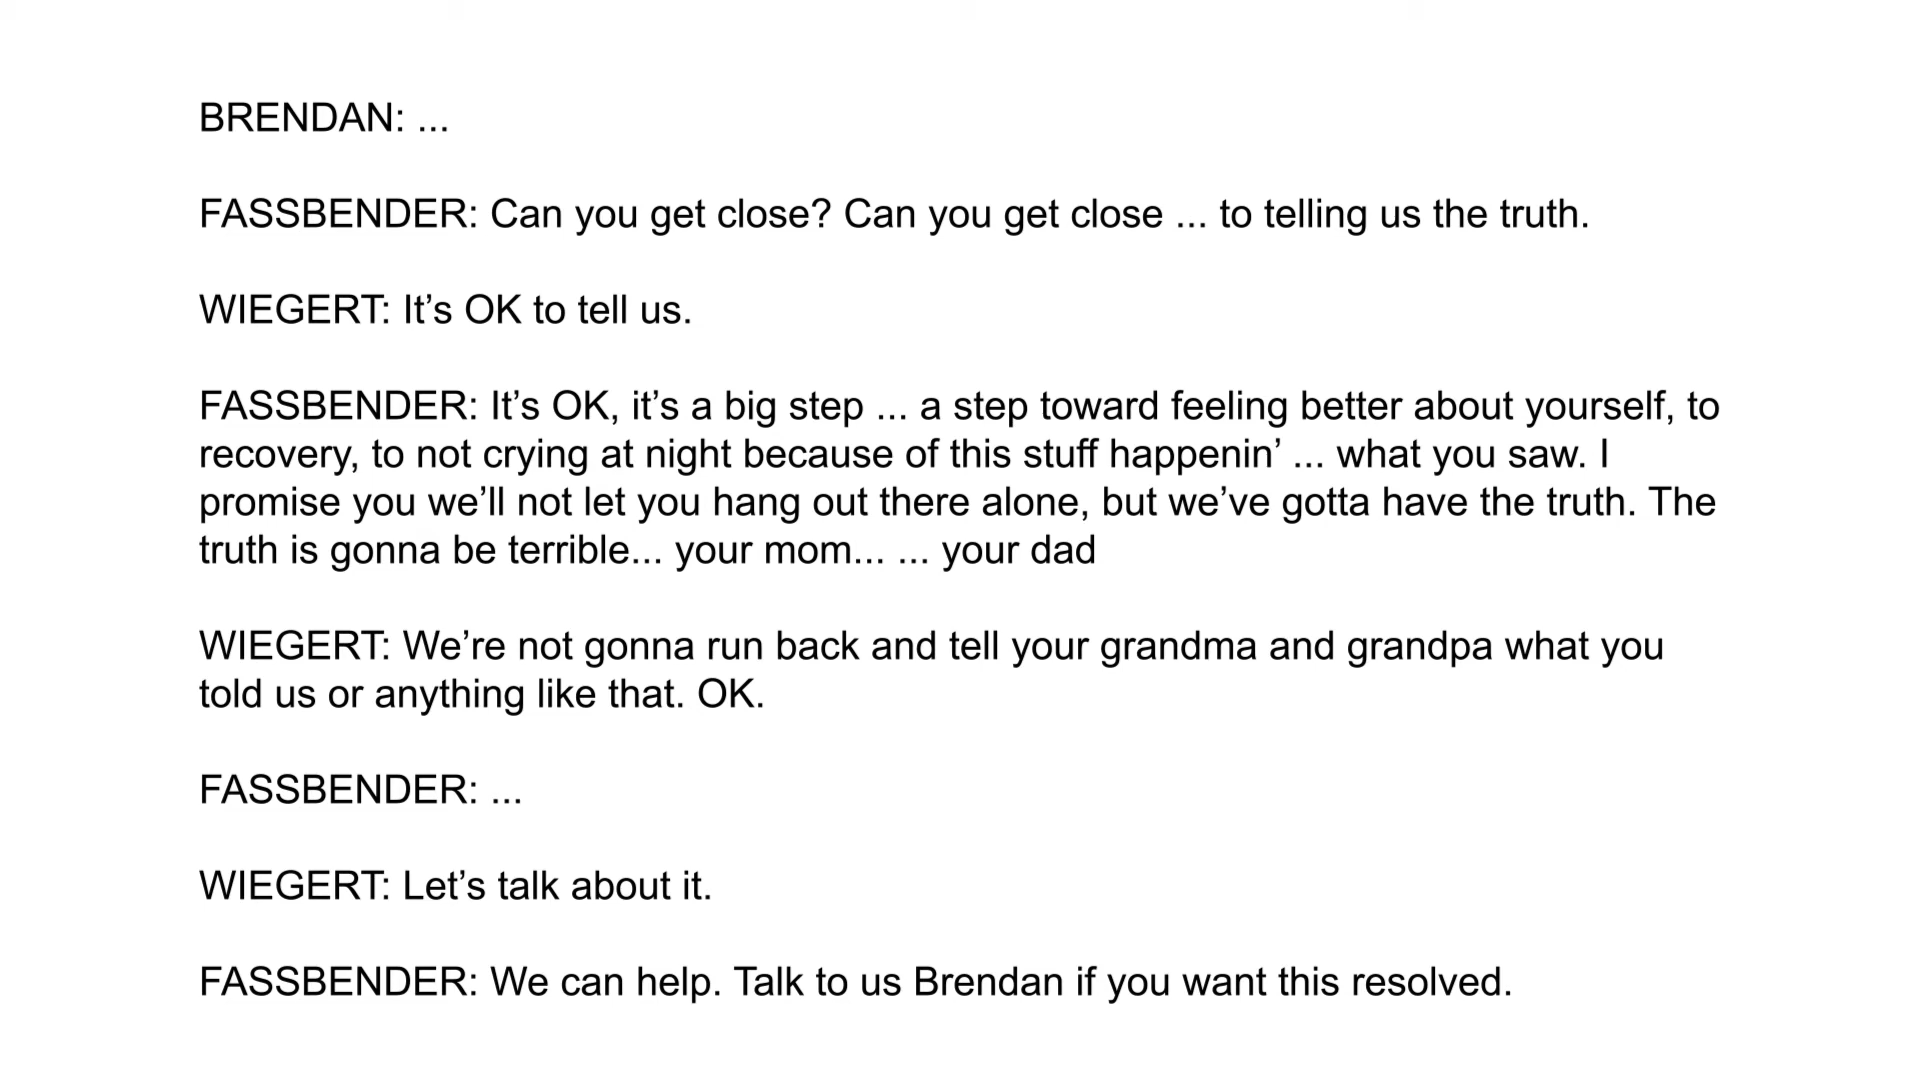 BRENDAN: ...
FASSBENDER: Can you get close? Can you get close ... to telling us the truth.
WIEGERT: It’s OK to tell us.
FASSBENDER: It’s OK, it’s a big step ... a step toward feeling better about yourself, to
recovery, to not crying at night because of this stuff happenin’ ... what you saw. I
promise you we’ll not let you hang out there alone, but we’ve gotta have the truth. The
truth is gonna be terrible... your mom... ... your dad
WIEGERT: We’re not gonna run back and tell your grandma and grandpa what you
told us or anything like that. OK.
FASSBENDER: ...
WIEGERT: Let’s talk about it.
FASSBENDER: We can help. Talk to us Brendan if you want this resolved.